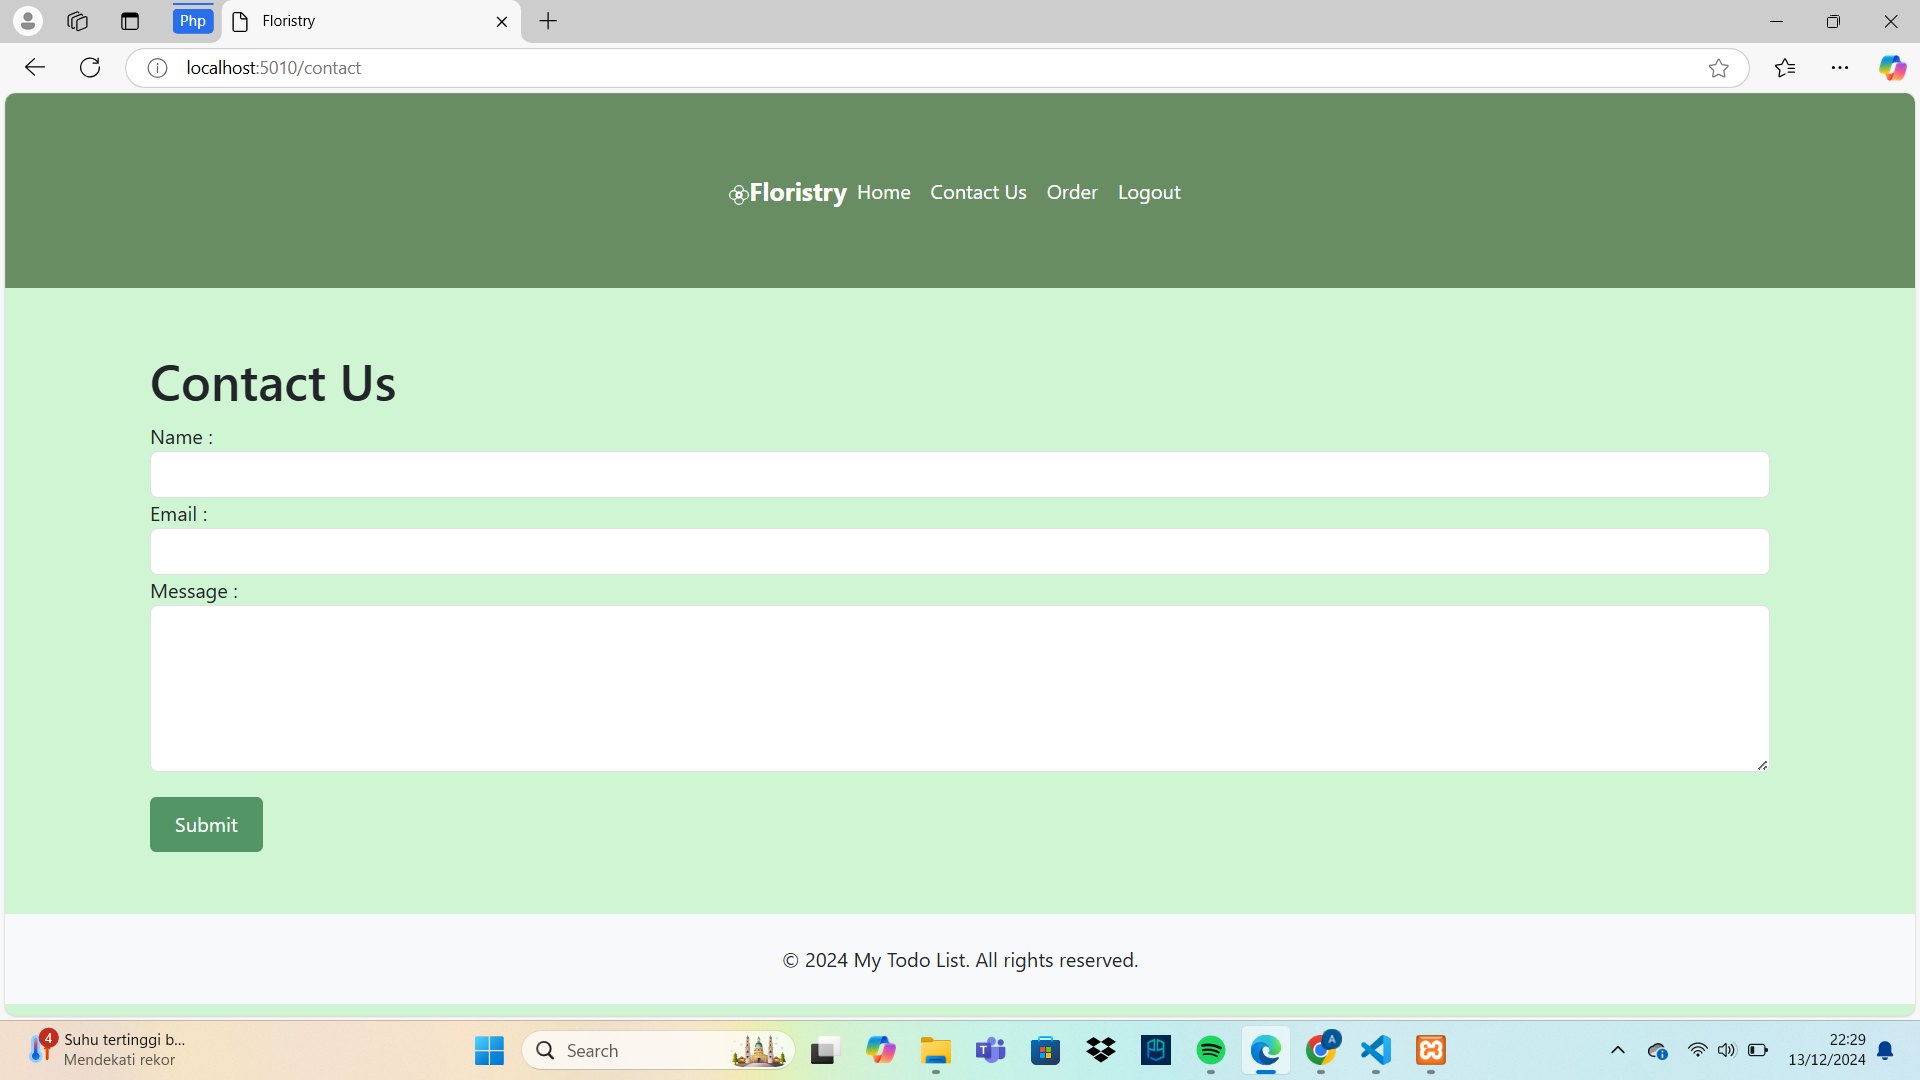 Php
Floristry
localhost:5010/contact
Floristry Home Contact Us Order Logout
Contact Us
Name :
Email :
Message :
Submit
© 2024 My Todo List. All rights reserved.
4
Suhu tertinggi b...
Mendekati rekor
Search
T
A
22:29
13/12/2024